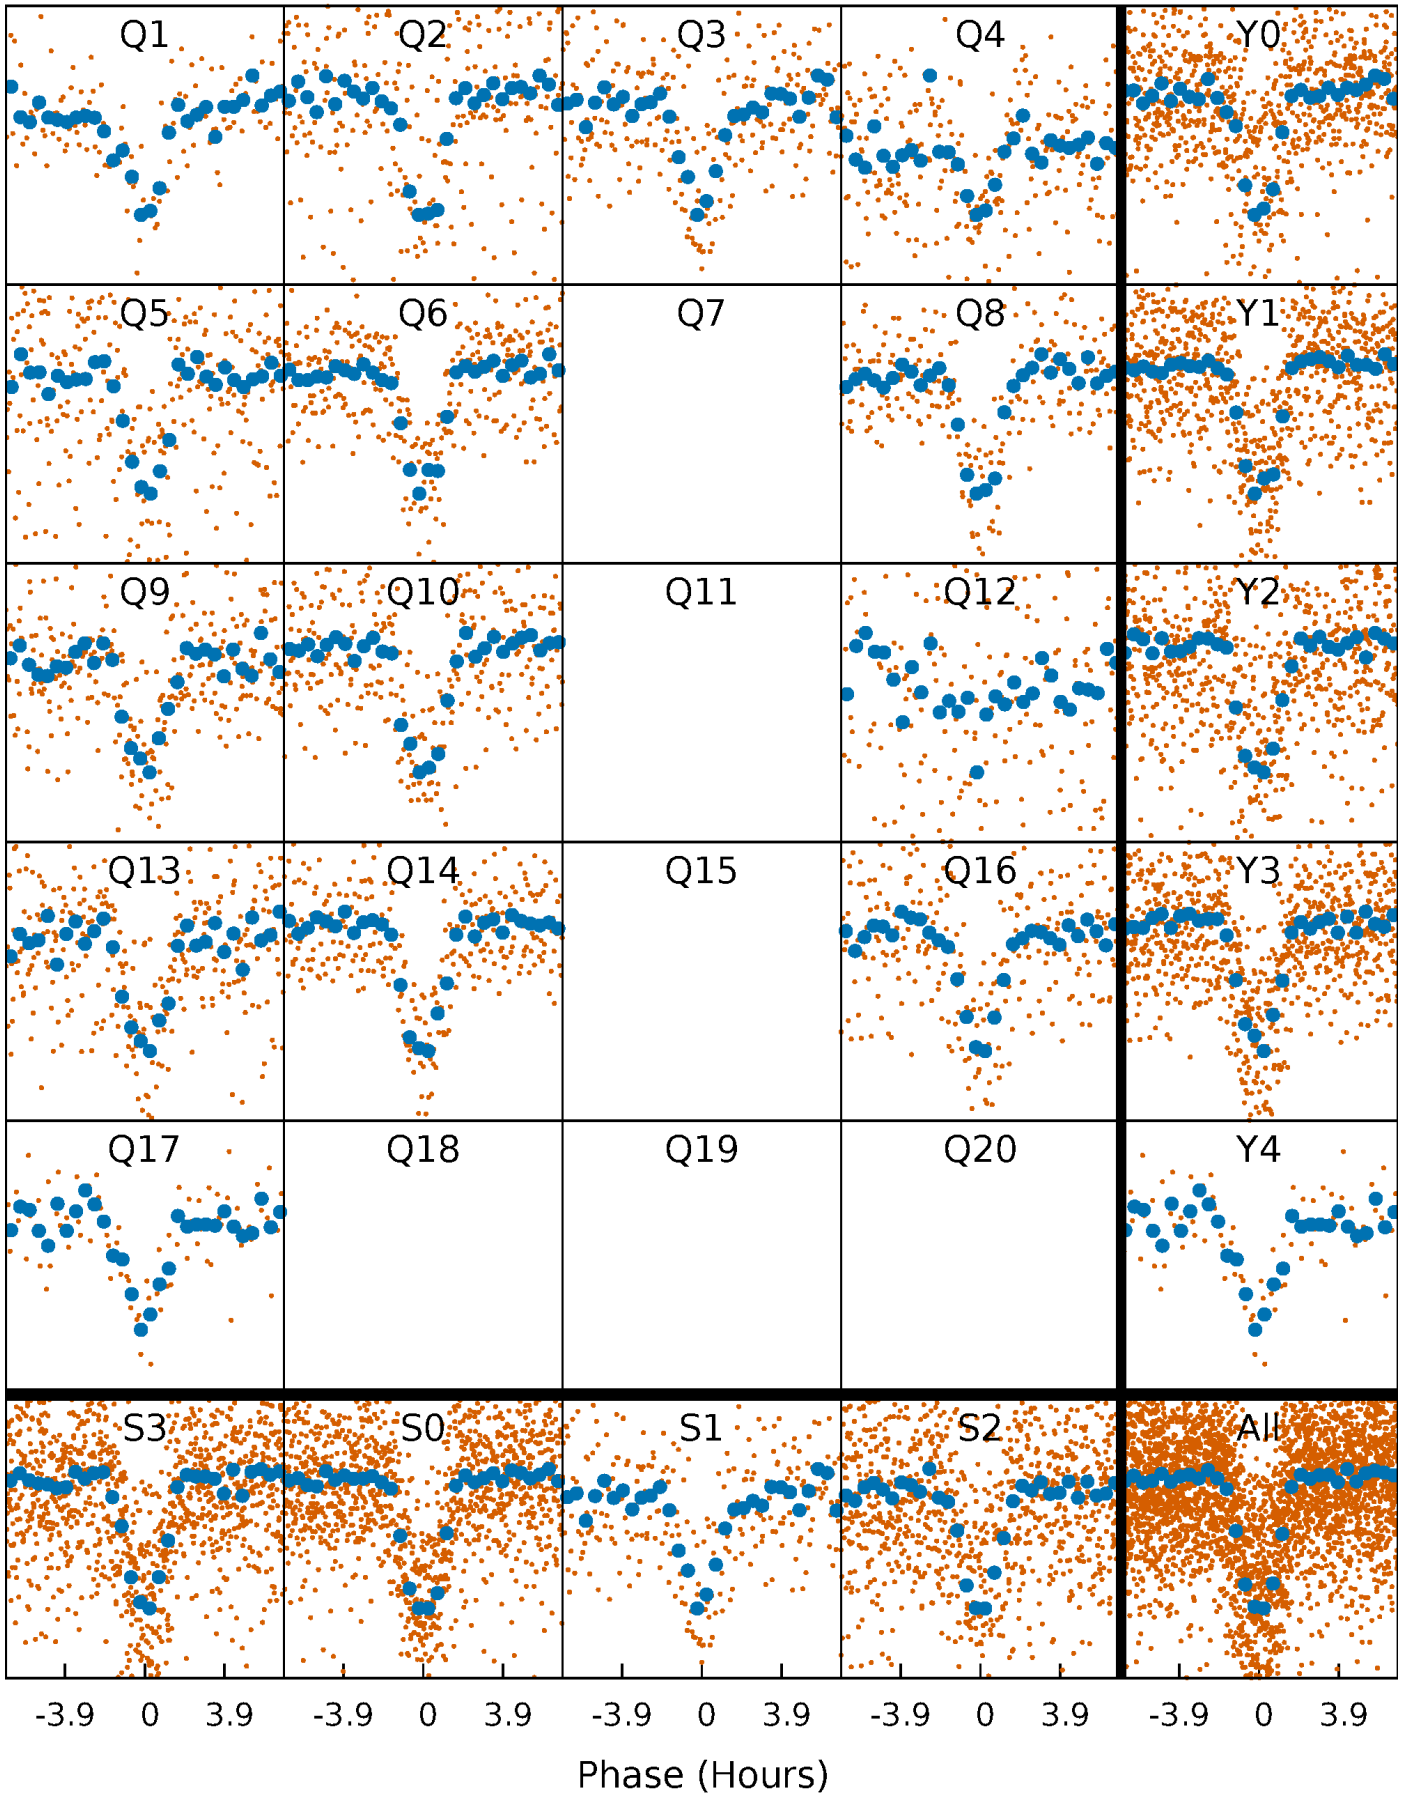 Q1 Q2 Q3 Q4 Y0
Q5 Q6 Q7 Q8 Y1
Q9 Q10 Q11 Q12 Y2
Q13 Q14 Q15 Q16 Y3
Q17 Q18 Q19 Q20 Y4
S3 S0 S1 S2 All
-3.9 0 3.9 -3.9 0 3.9 -3.9 0 3.9 -3.9 0 3.9 -3.9 0 3.9
Phase (Hours)